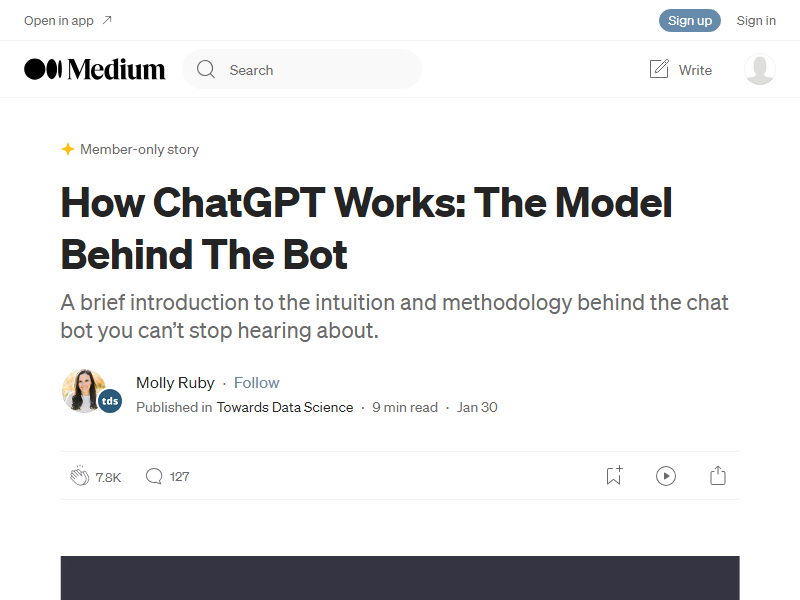 Open in app
Sign up
Sign in
Medium
Search
Write
Member-only story
How ChatGPT Works: The Model
Behind The Bot
A brief introduction to the intuition and methodology behind the chat
bot you can’t stop hearing about.
Molly Ruby · Follow
tds
Published in Towards Data Science · 9 min read · Jan 30
7.8K
127